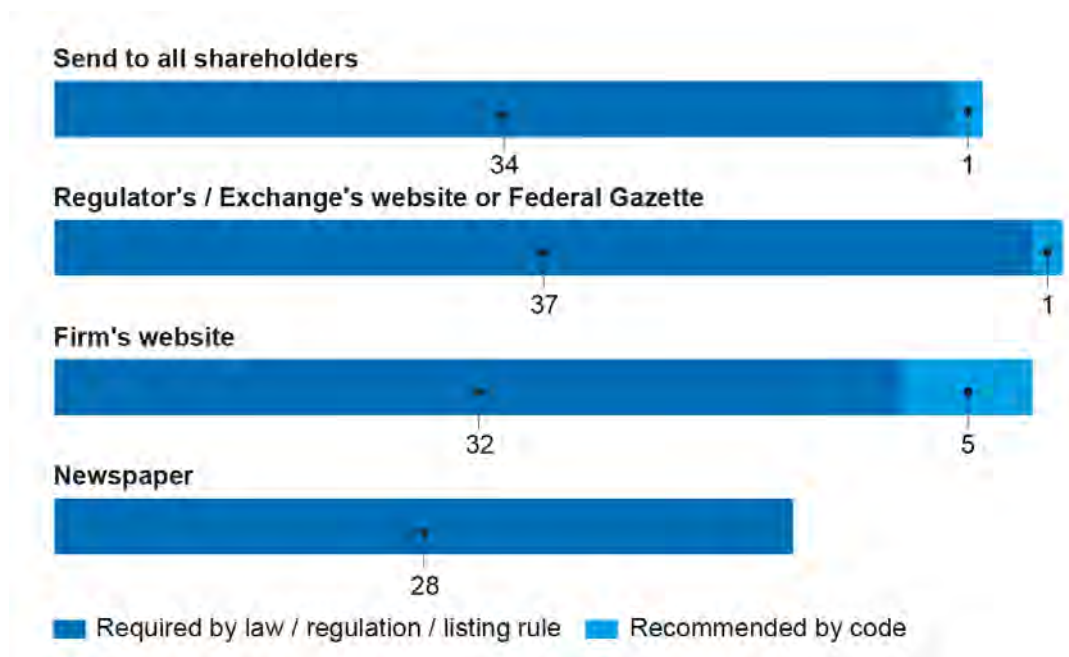 Send to all shareholders
34 1
Regulator's / Exchange's website or Federal Gazette
37 1
Firm's website
32 5
Newspaper
28
Required by law / regulation / listing rule Recommended by code